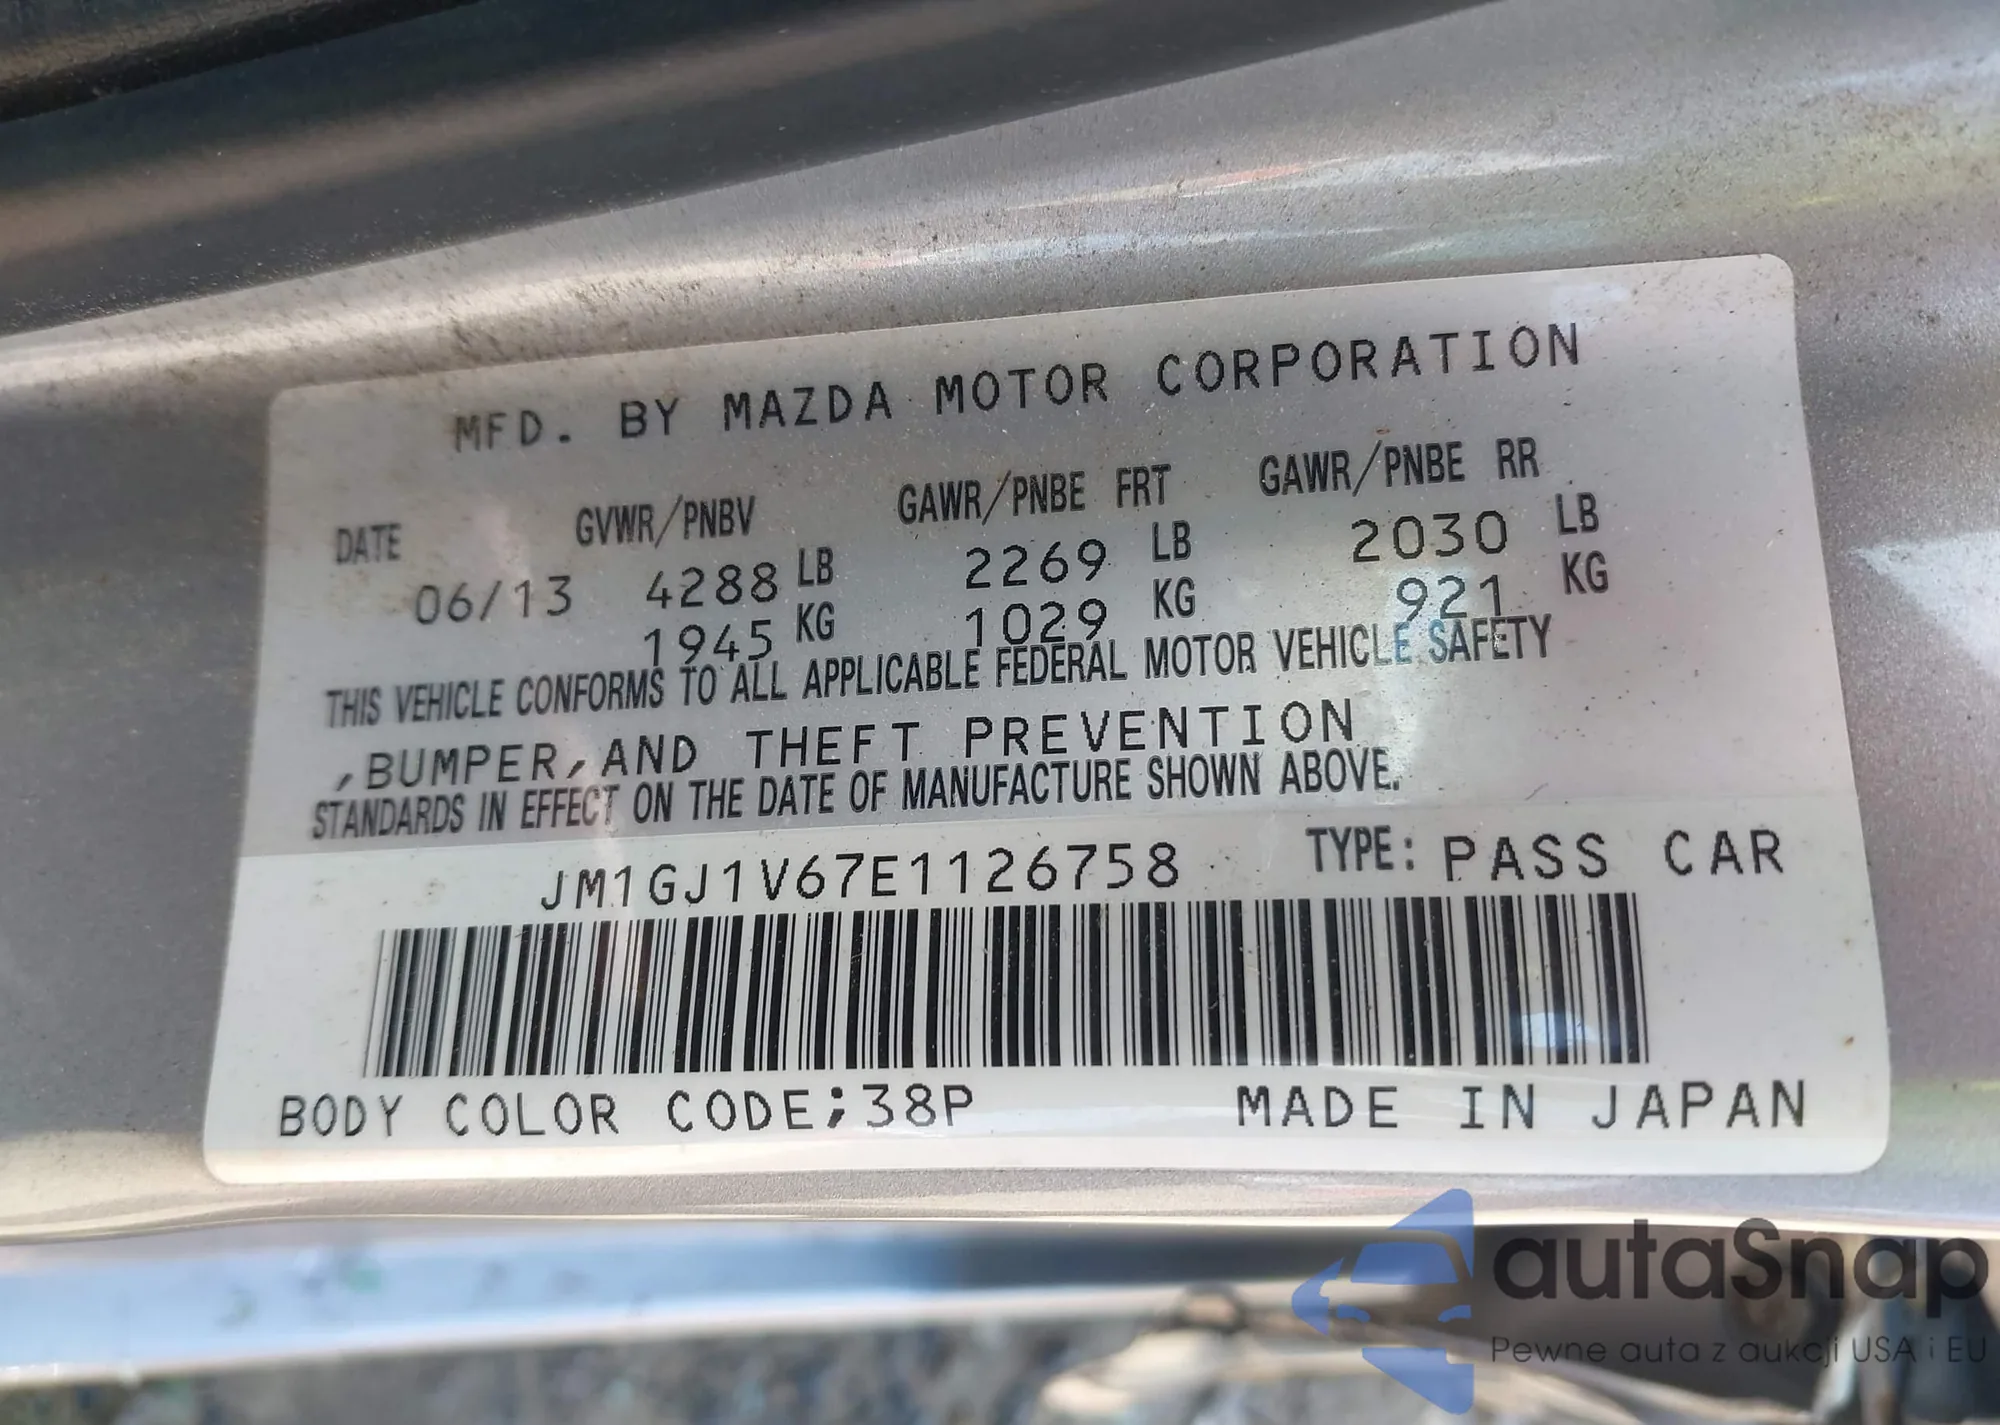 MFD. BY MAZDA MOTOR CORPORATION
DATE GVWR/PNBV GAWR/PNBE FRT GAWR/PNBE RR
06/13 4288 LB 2269 LB 2030 LB
1945 KG 1029 KG 921 KG
THIS VEHICLE CONFORMS TO ALL APPLICABLE FEDERAL MOTOR VEHICLE SAFETY
,BUMPER,AND THEFT PREVENTION
STANDARDS IN EFFECT ON THE DATE OF MANUFACTURE SHOWN ABOVE.
JM1GJ1V67E1126758 TYPE: PASS CAR
BODY COLOR CODE;38P MADE IN JAPAN
autaSnap
Pewne auta z aukcji USA i EU